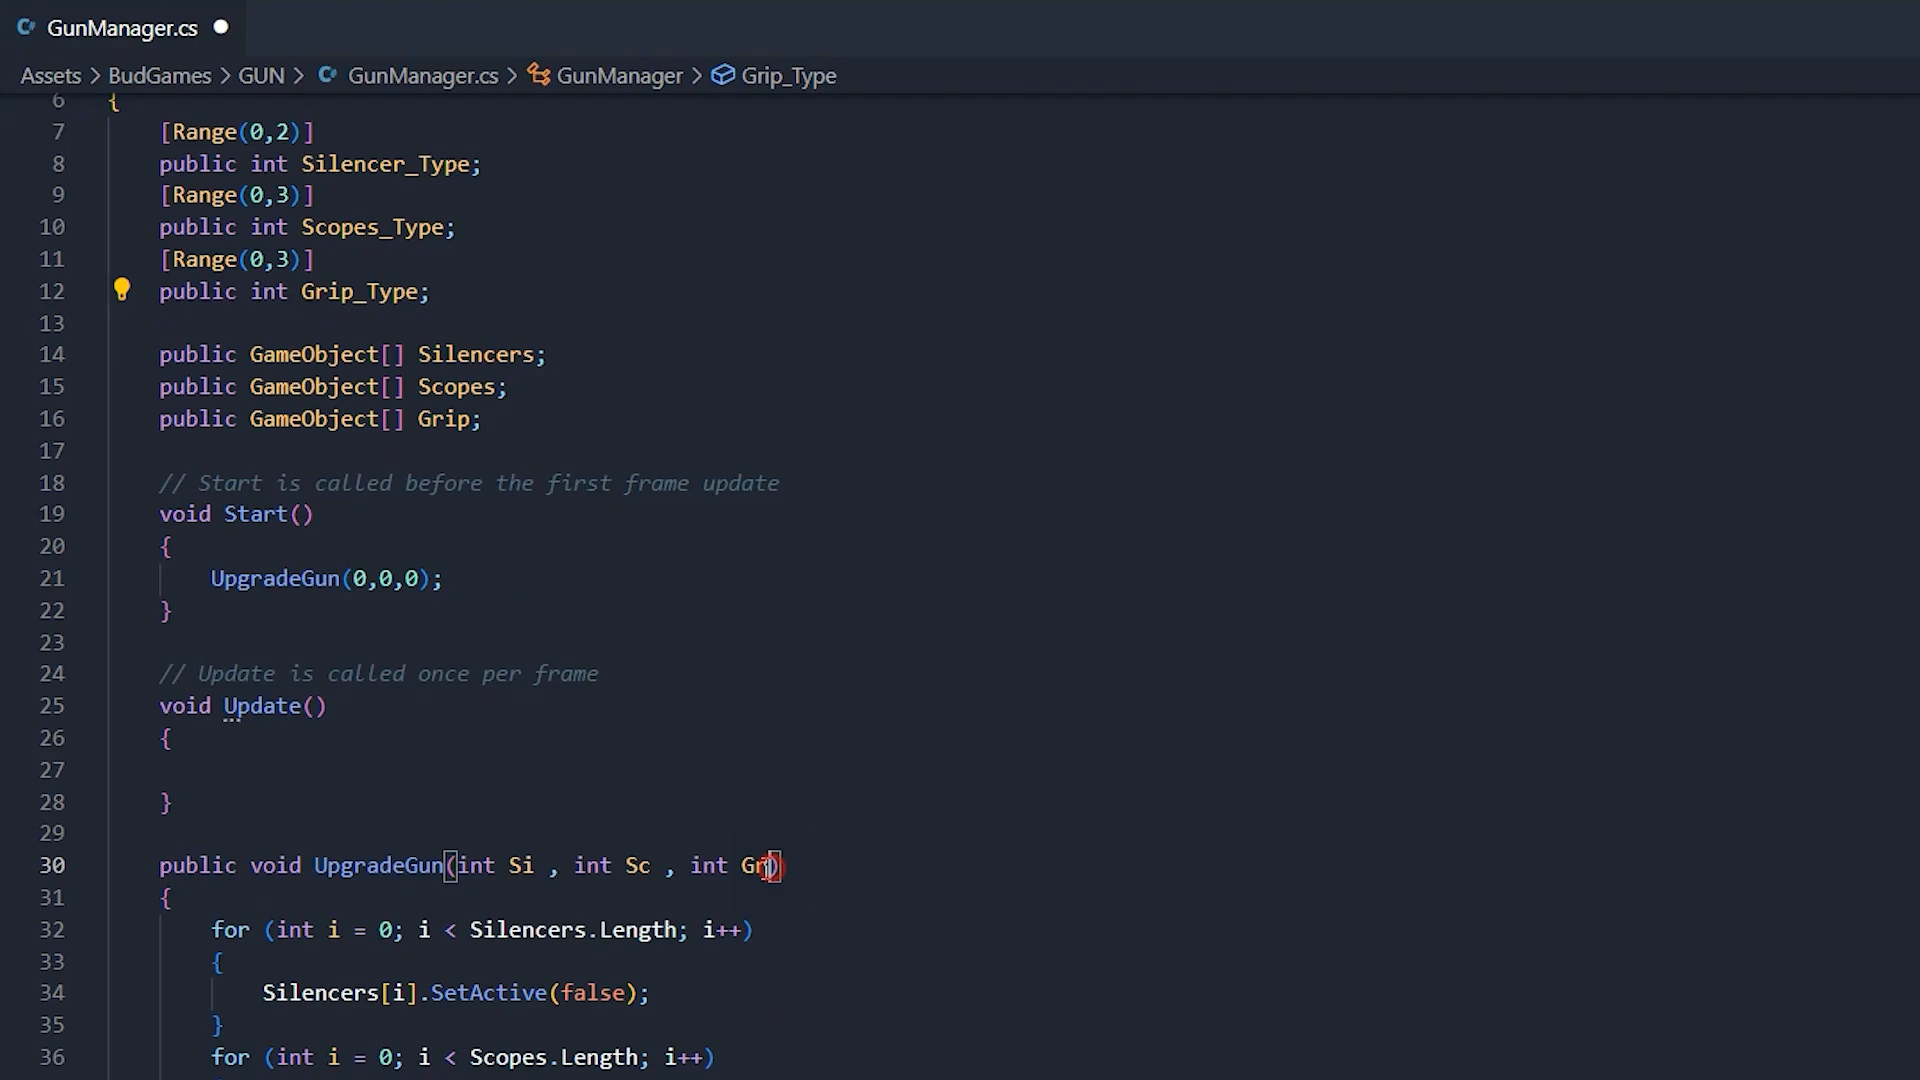 GunManager.cs
Assets > BudGames > GUN > GunManager.cs > GunManager > Grip_Type
6 {
7 [Range(0,2)]
8 public int Silencer_Type;
9 [Range(0,3)]
10 public int Scopes_Type;
11 [Range(0,3)]
12 public int Grip_Type;
13
14 public GameObject[] Silencers;
15 public GameObject[] Scopes;
16 public GameObject[] Grip;
17
18 // Start is called before the first frame update
19 void Start()
20 {
21 UpgradeGun(0,0,0);
22 }
23
24 // Update is called once per frame
25 void Update()
26 {
27
28 }
29
30 public void UpgradeGun(int Si , int Sc , int Gr)
31 {
32 for (int i = 0; i < Silencers.Length; i++)
33 {
34 Silencers[i].SetActive(false);
35 }
36 for (int i = 0; i < Scopes.Length; i++)